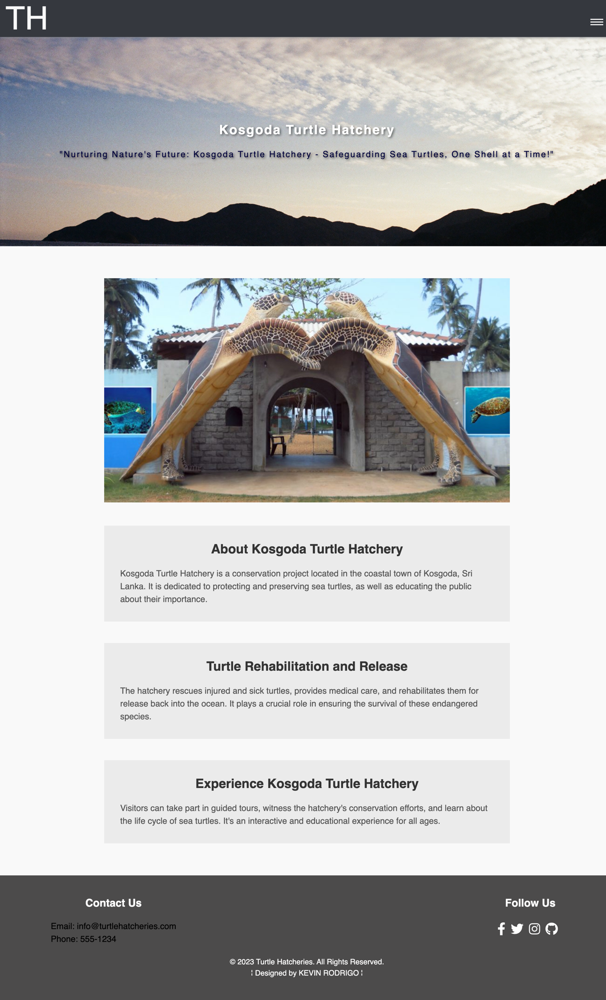 TH
Kosgoda Turtle Hatchery
"Nurturing Nature's Future: Kosgoda Turtle Hatchery - Safeguarding Sea Turtles, One Shell at a Time!"
About Kosgoda Turtle Hatchery
Kosgoda Turtle Hatchery is a conservation project located in the coastal town of Kosgoda, Sri
Lanka. It is dedicated to protecting and preserving sea turtles, as well as educating the public
about their importance.
Turtle Rehabilitation and Release
The hatchery rescues injured and sick turtles, provides medical care, and rehabilitates them for
release back into the ocean. It plays a crucial role in ensuring the survival of these endangered
species.
Experience Kosgoda Turtle Hatchery
Visitors can take part in guided tours, witness the hatchery's conservation efforts, and learn about
the life cycle of sea turtles. It's an interactive and educational experience for all ages.
Contact Us
Email: info@turtlehatcheries.com
Phone: 555-1234
Follow Us
© 2023 Turtle Hatcheries. All Rights Reserved.
¦ Designed by KEVIN RODRIGO ¦